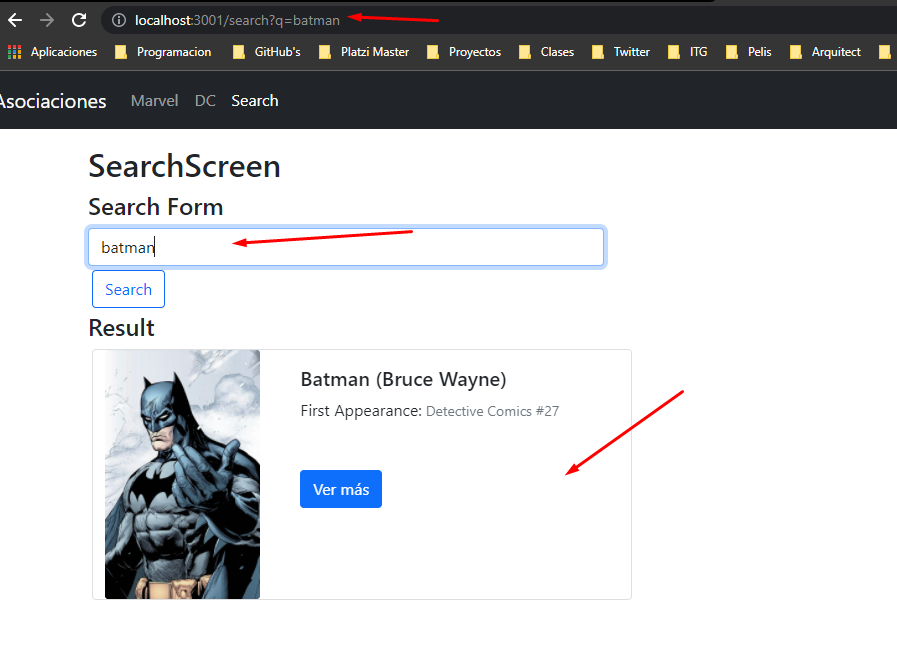 localhost:3001/search?q=batman
Aplicaciones Programacion GitHub's Platzi Master Proyectos Clases Twitter ITG Pelis Arquitect
Asociaciones Marvel DC Search
SearchScreen
Search Form
batman
Search
Result
Batman (Bruce Wayne)
First Appearance: Detective Comics #27
Ver más